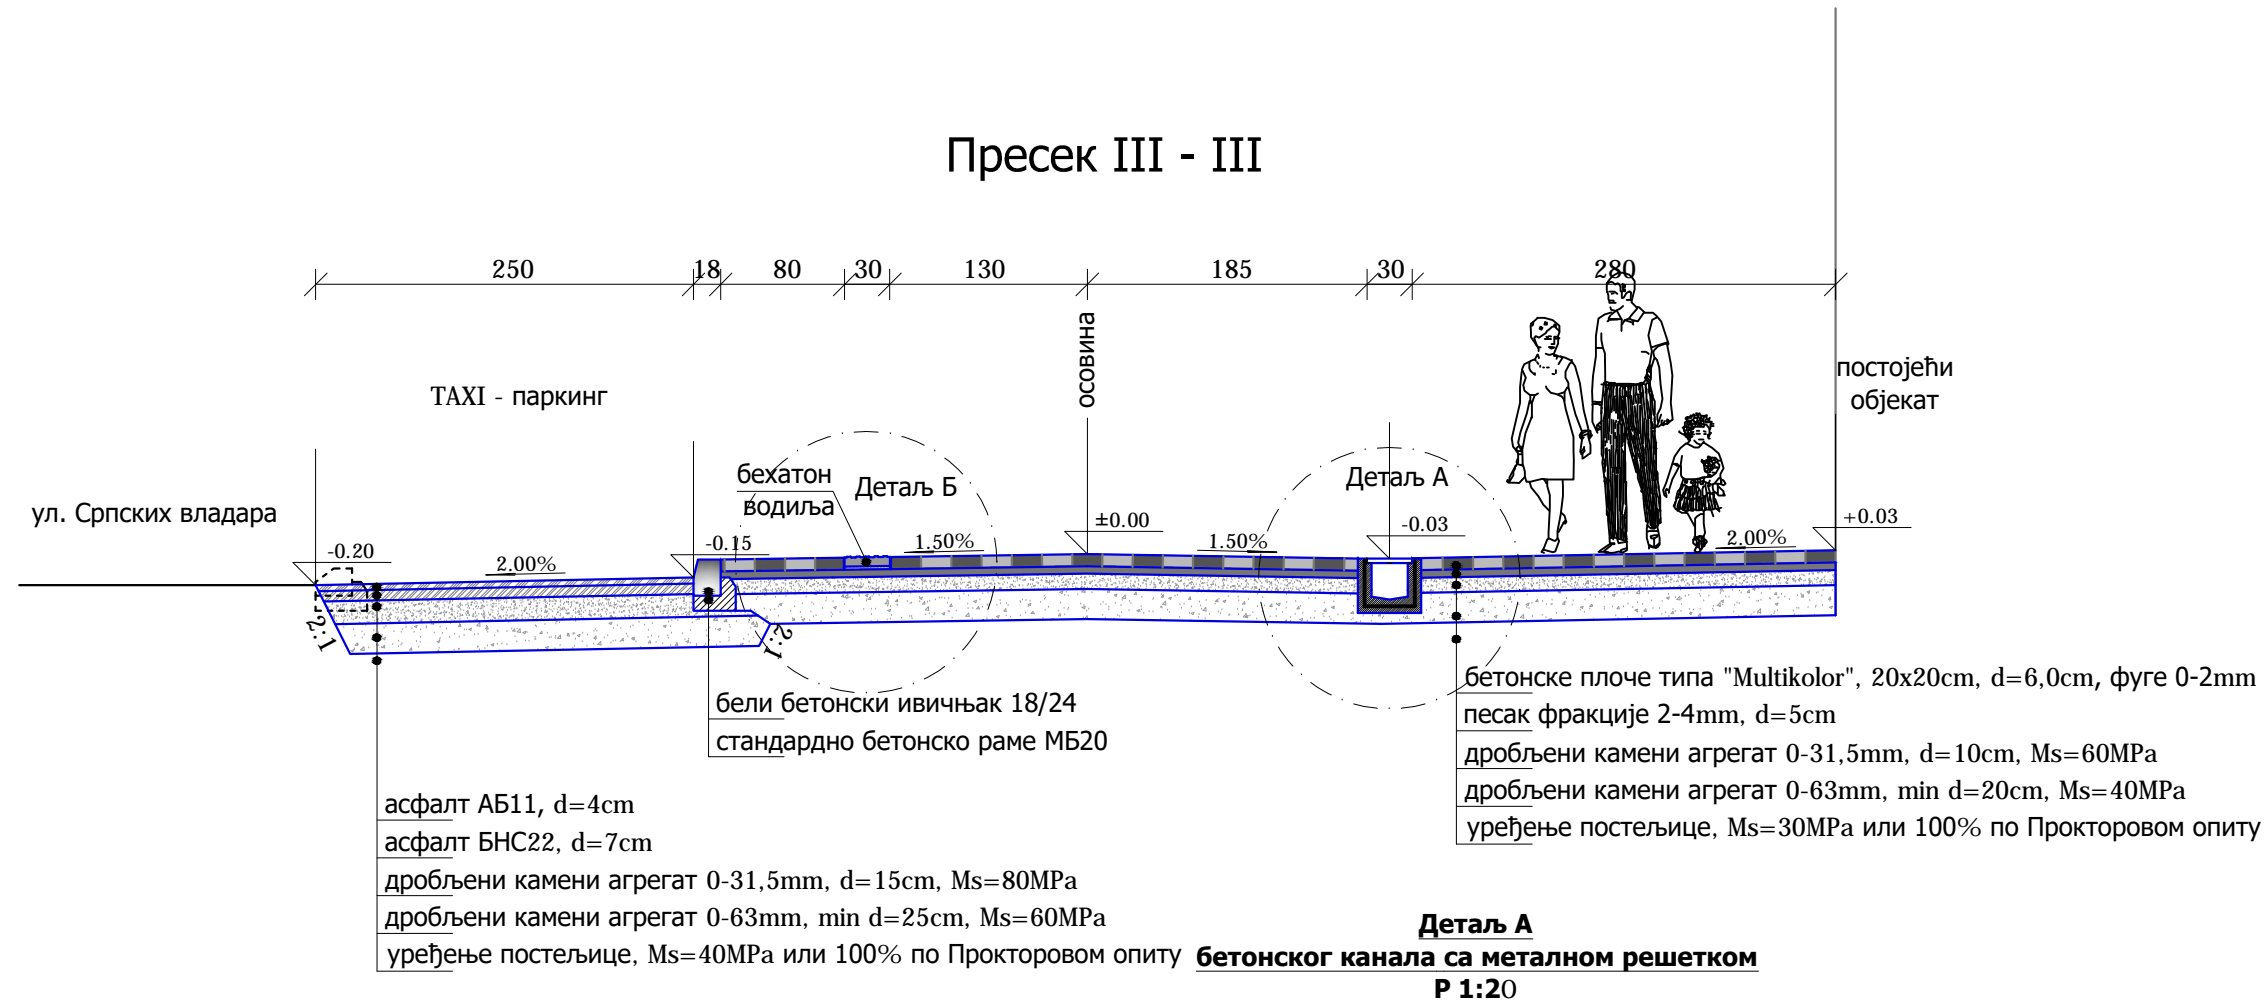 Пресек III - III
250
18
80
30
130
185
30
280
осовина
TAXI - паркинг
постојећи
објекат
ул. Српских владара
бехатон
водиља
Детаљ Б
Детаљ А
-0.20
2.00%
-0.15
1.50%
±0.00
1.50%
-0.03
2.00%
+0.03
2:1
2:1
бетонске плоче типа "Multikolor", 20x20cm, d=6,0cm, фуге 0-2mm
песак фракције 2-4mm, d=5cm
дробљени камени агрегат 0-31,5mm, d=10cm, Ms=60MPa
дробљени камени агрегат 0-63mm, min d=20cm, Ms=40MPa
уређење постељице, Ms=30MPa или 100% по Прокторовом опиту
бели бетонски ивичњак 18/24
стандардно бетонско раме МБ20
асфалт АБ11, d=4cm
асфалт БНС22, d=7cm
дробљени камени агрегат 0-31,5mm, d=15cm, Ms=80MPa
дробљени камени агрегат 0-63mm, min d=25cm, Ms=60MPa
уређење постељице, Ms=40MPa или 100% по Прокторовом опиту
Детаљ А
бетонског канала са металном решетком
Р 1:20